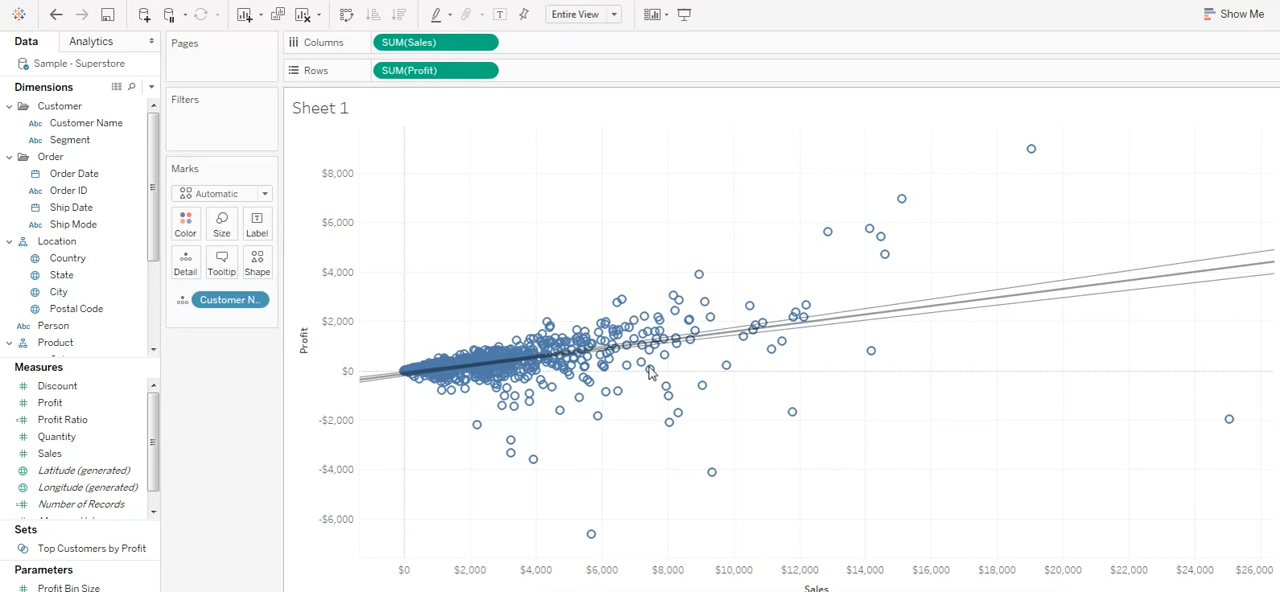 Entire View
Show Me
Data
Analytics
Sample - Superstore
Dimensions
Customer
Abc Customer Name
Abc Segment
Order
Order Date
Abc Order ID
Ship Date
Abc Ship Mode
Location
Country
State
City
Postal Code
Abc Person
Product
Measures
# Discount
# Profit
=# Profit Ratio
# Quantity
# Sales
Latitude (generated)
Longitude (generated)
=# Number of Records
Sets
Top Customers by Profit
Parameters
# Profit Bin Size
Pages
Filters
Marks
Automatic
Color
Size
Label
Detail
Tooltip
Shape
Customer N..
Columns
SUM(Sales)
Rows
SUM(Profit)
Sheet 1
Profit
$8,000
$6,000
$4,000
$2,000
$0
-$2,000
-$4,000
-$6,000
$0 $2,000 $4,000 $6,000 $8,000 $10,000 $12,000 $14,000 $16,000 $18,000 $20,000 $22,000 $24,000 $26,000
Sales